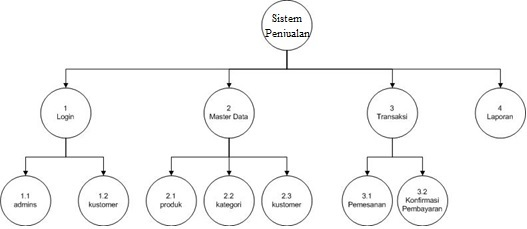 Sistem
Penjualan
1
Login
2
Master Data
3
Transaksi
4
Laporan
1.1
admins
1.2
kustomer
2.1
produk
2.2
kategori
2.3
kustomer
3.1
Pemesanan
3.2
Konfirmasi
Pembayaran